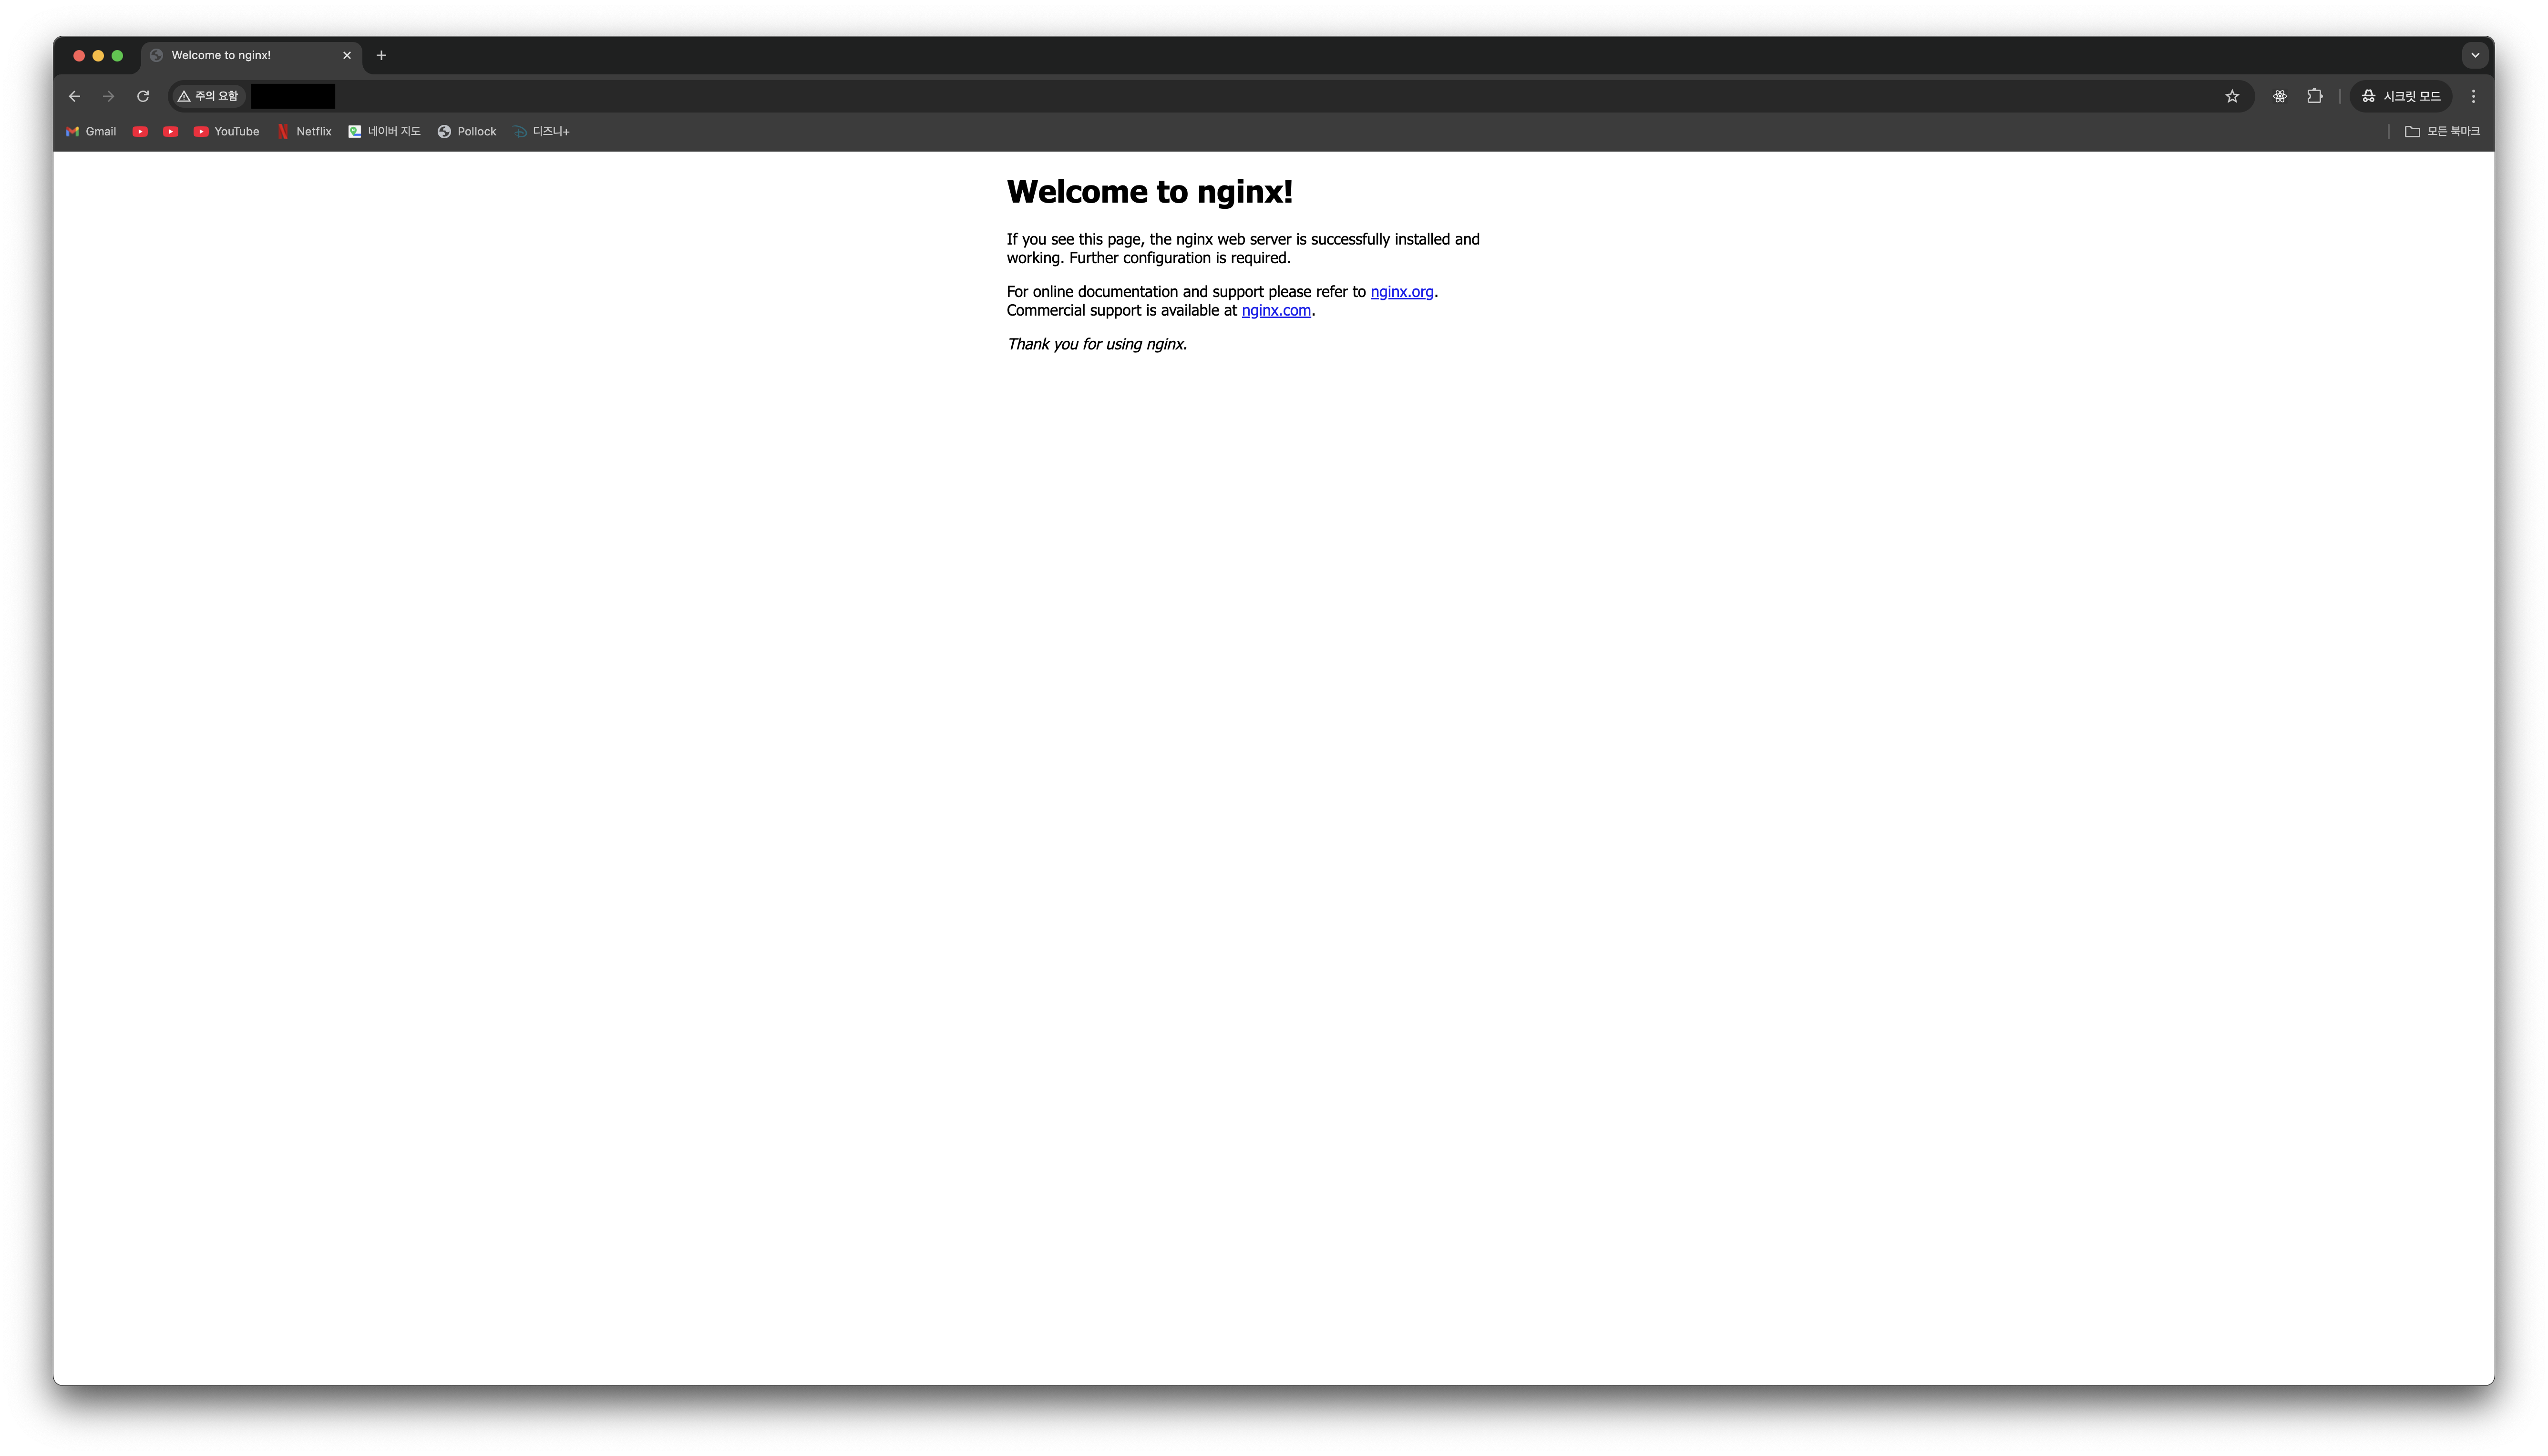 Welcome to nginx!
주의 요함
시크릿 모드
Gmail
YouTube
Netflix
네이버 지도
Pollock
디즈니+
모든 북마크
Welcome to nginx!
If you see this page, the nginx web server is successfully installed and
working. Further configuration is required.
For online documentation and support please refer to nginx.org.
Commercial support is available at nginx.com.
Thank you for using nginx.